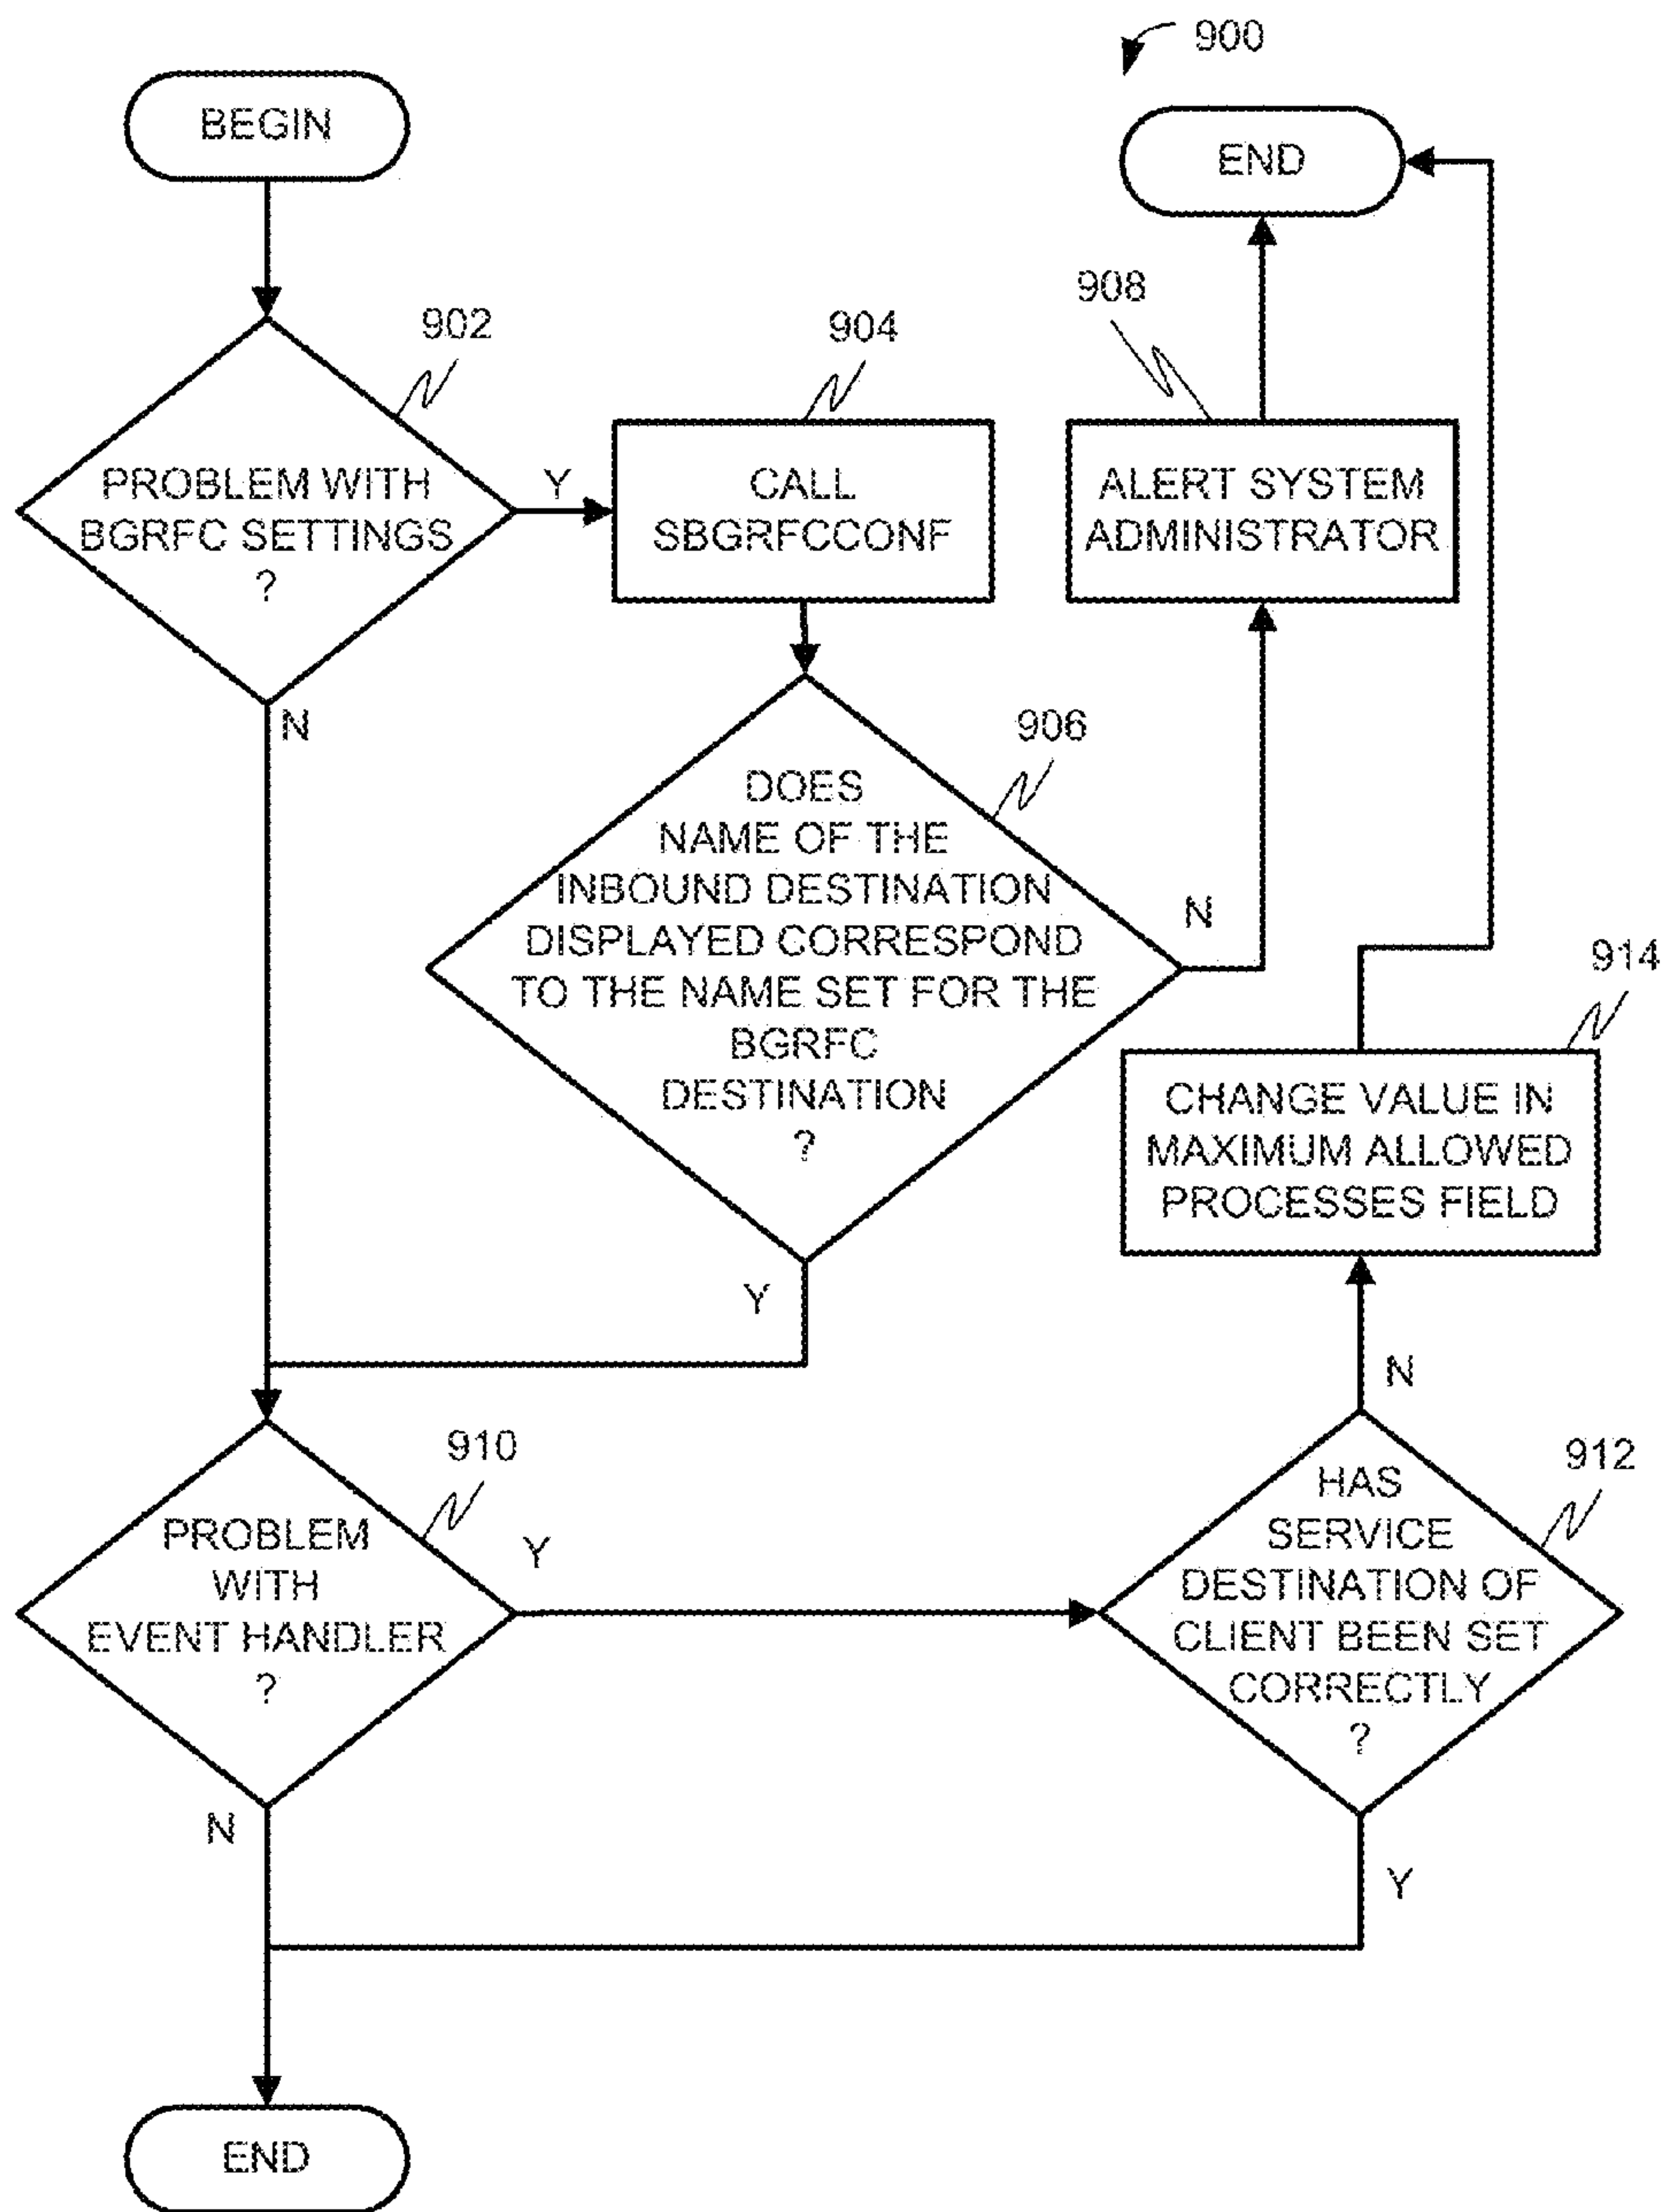 900
BEGIN
END
902
904
908
PROBLEM WITH
BGRFC SETTINGS
?
Y
CALL
SBGRFCCONF
ALERT SYSTEM
ADMINISTRATOR
N
906
DOES
NAME OF THE
INBOUND DESTINATION
DISPLAYED CORRESPOND
TO THE NAME SET FOR THE
BGRFC
DESTINATION
?
N
914
CHANGE VALUE IN
MAXIMUM ALLOWED
PROCESSES FIELD
Y
N
910
PROBLEM
WITH
EVENT HANDLER
?
Y
912
HAS
SERVICE
DESTINATION OF
CLIENT BEEN SET
CORRECTLY
?
N
Y
END